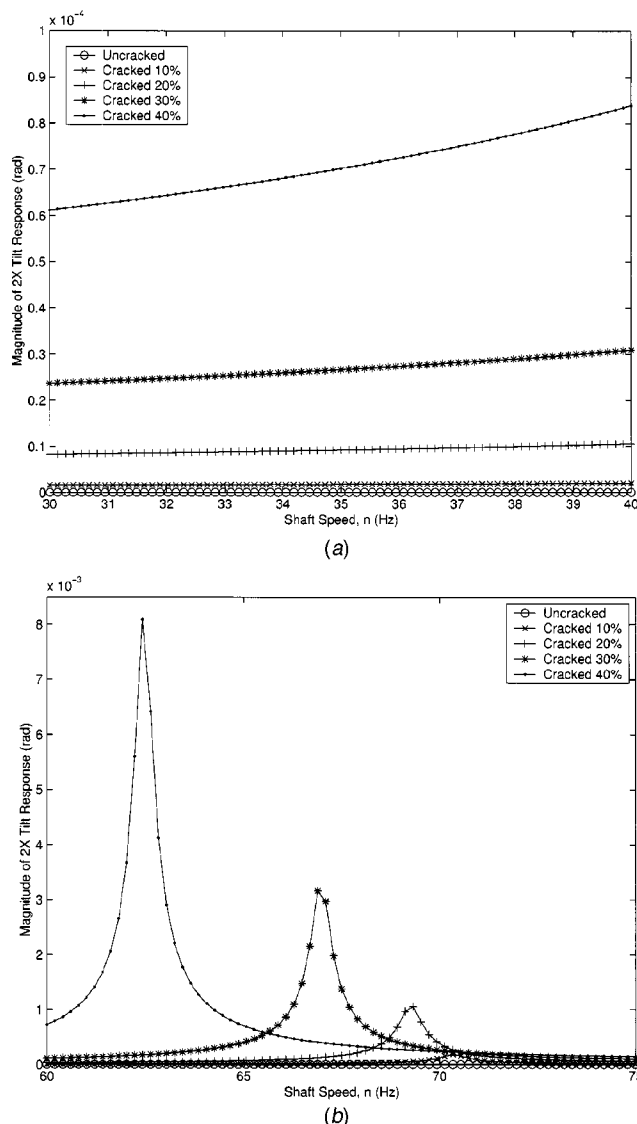 x 10⁻⁴
1
0.9
0.8
0.7
0.6
0.5
0.4
0.3
0.2
0.1
0
Magnitude of 2X Tilt Response (rad)
Uncracked
Cracked 10%
Cracked 20%
Cracked 30%
Cracked 40%
30 31 32 33 34 35 36 37 38 39 40
Shaft Speed, n (Hz)
(a)
x 10⁻³
8
7
6
5
4
3
2
1
0
Magnitude of 2X Tilt Response (rad)
Uncracked
Cracked 10%
Cracked 20%
Cracked 30%
Cracked 40%
60 65 70 75
Shaft Speed, n (Hz)
(b)